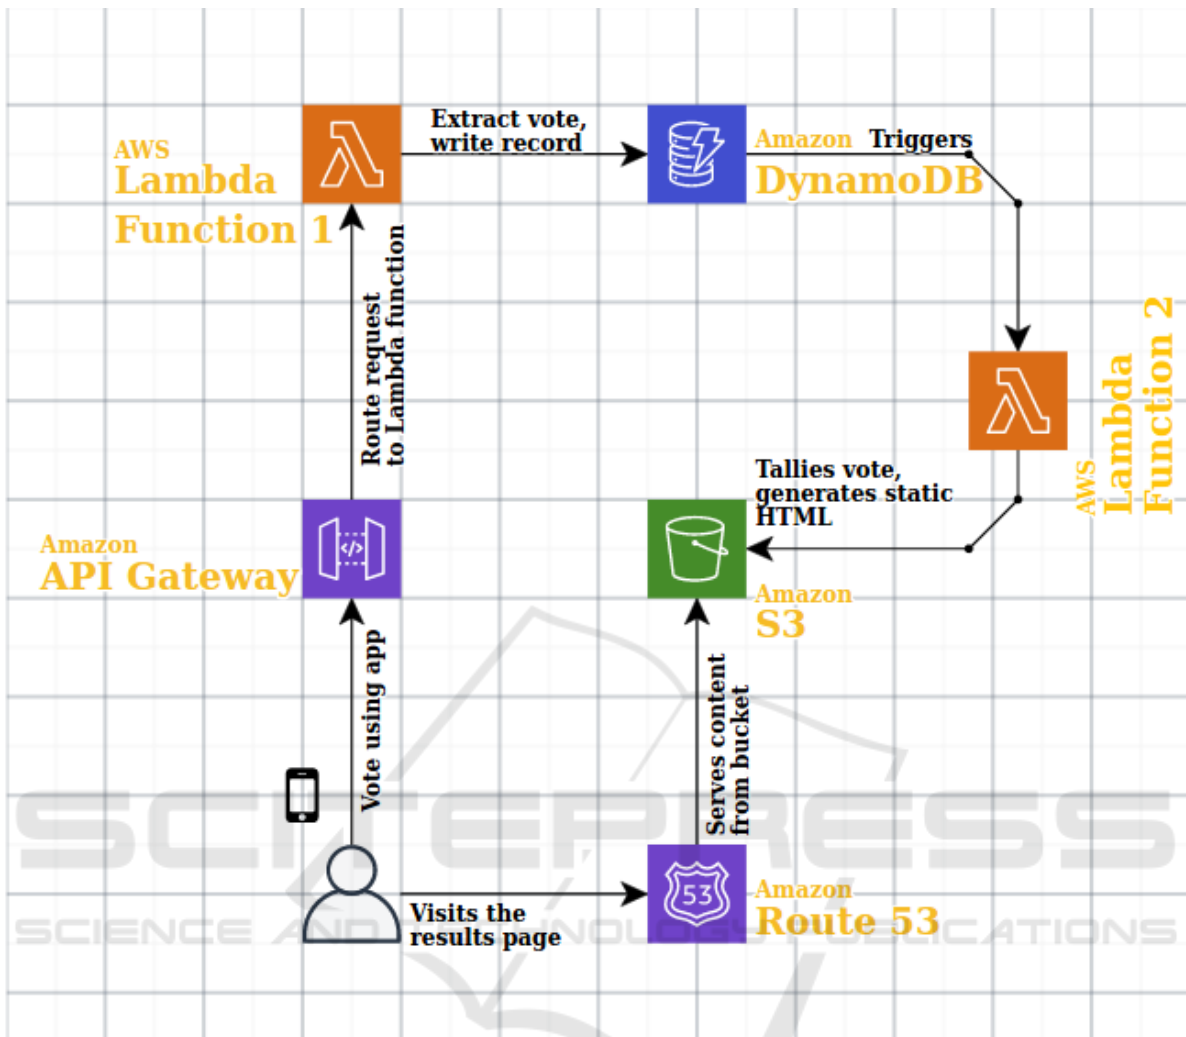 Extract vote,
write record
AWS
Lambda
Function 1
Amazon
Triggers
DynamoDB
Route request
to Lambda function
AWS
Lambda
Function 2
Tallies vote,
generates static
HTML
Amazon
API Gateway
</>
Amazon
S3
Vote using app
Serves content
from bucket
SCITEPRESS
53
Amazon
Route 53
Visits the
results page
SCIENCE AND TECHNOLOGY PUBLICATIONS